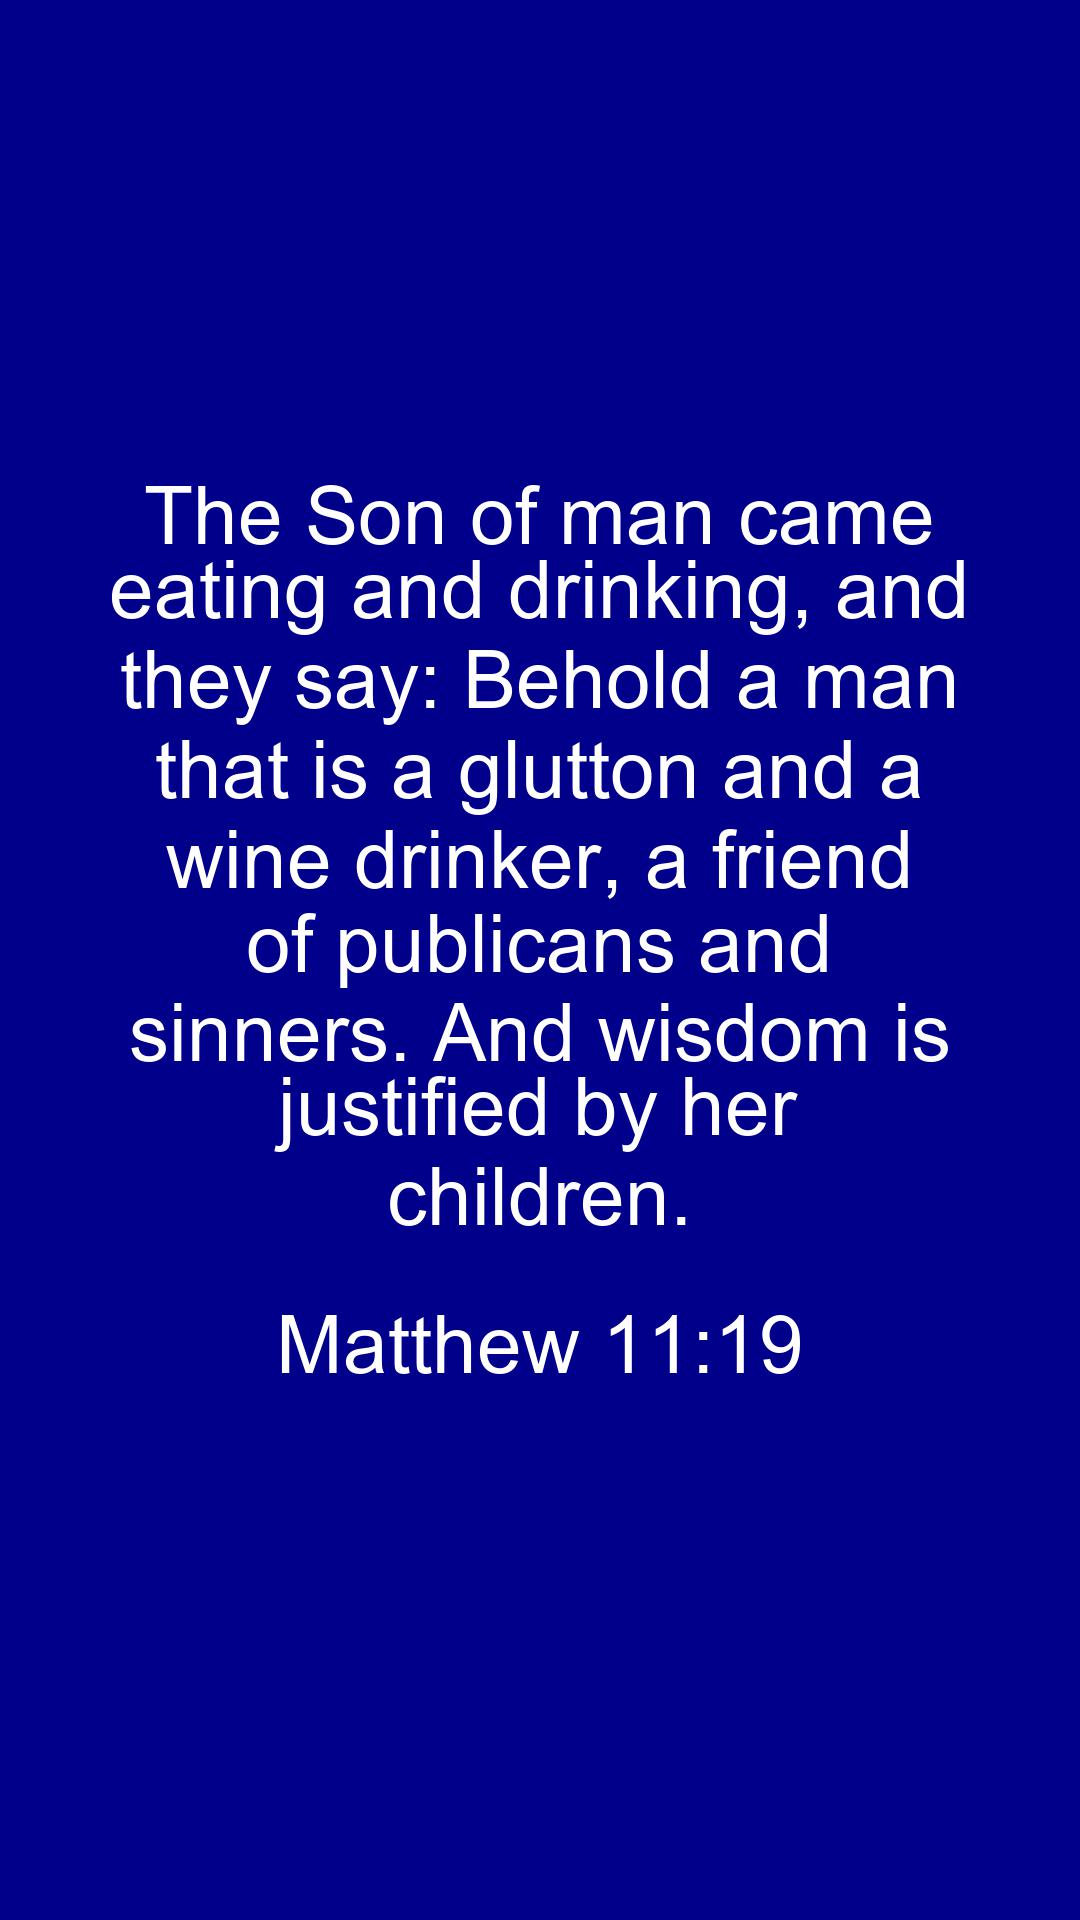 The Son of man came
eating and drinking, and
they say: Behold a man
that is a glutton and a
wine drinker, a friend
of publicans and
sinners. And wisdom is
justified by her
children.
Matthew 11:19